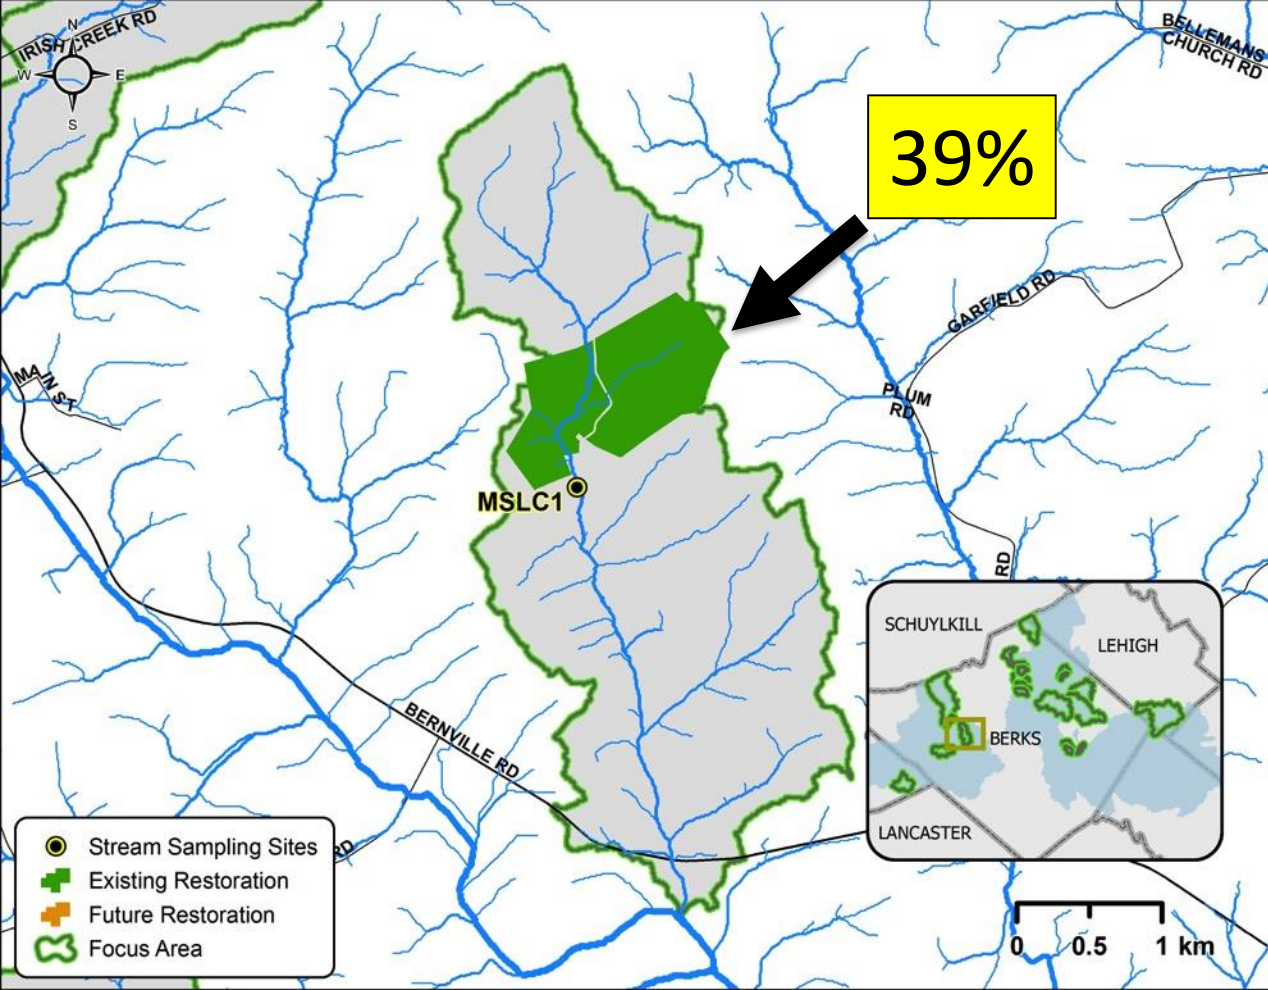 N
IRISH CREEK RD
W
E
S
BELLEMANS
CHURCH RD
39%
GARFIELD RD
MAIN ST
PLUM
RD
MSLC1
RD
SCHUYLKILL
LEHIGH
BERKS
LANCASTER
BERNVILLE RD
RD
Stream Sampling Sites
Existing Restoration
Future Restoration
Focus Area
0 0.5 1 km